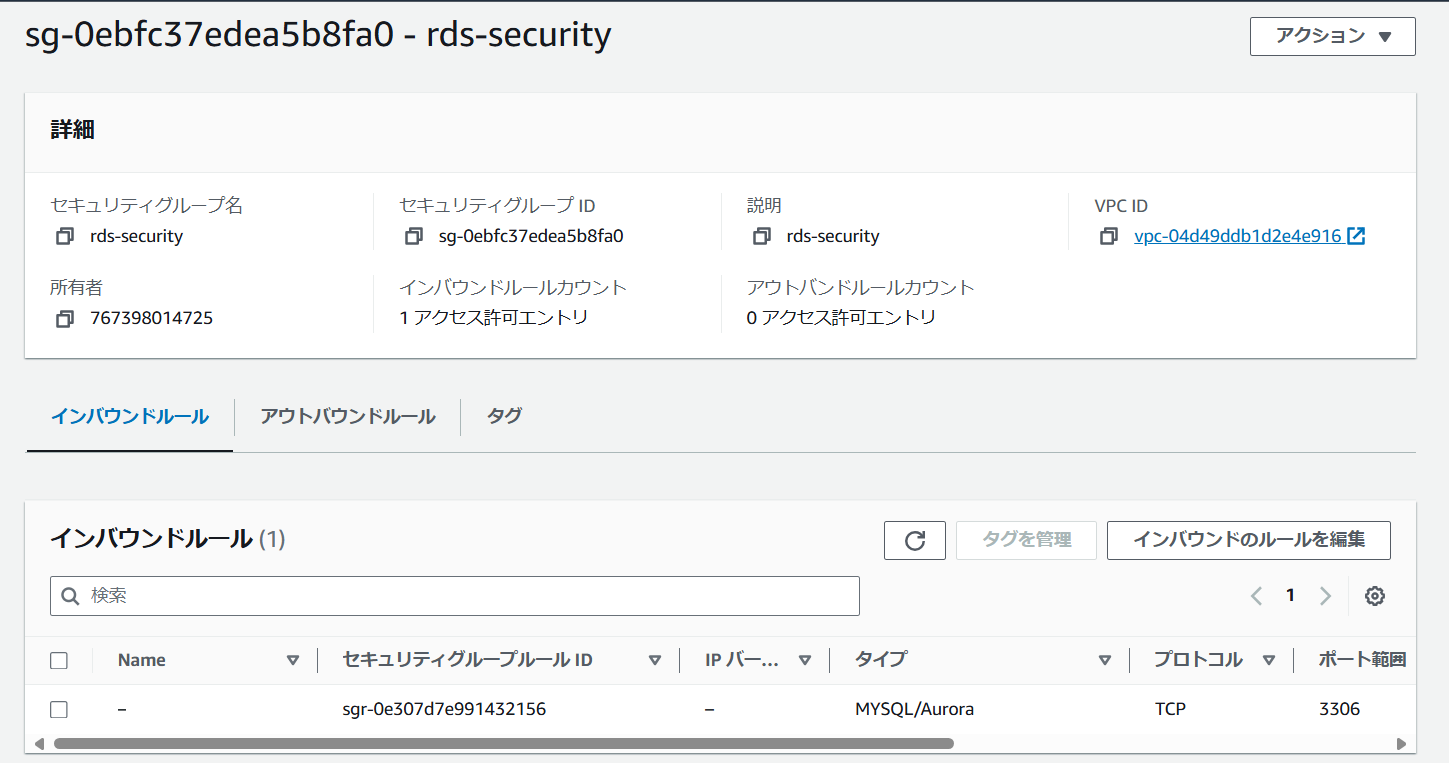 sg-0ebfc37edea5b8fa0 - rds-security
アクション
詳細
セキュリティグループ名
rds-security
セキュリティグループ ID
sg-0ebfc37edea5b8fa0
説明
rds-security
VPC ID
vpc-04d49ddb1d2e4e916
所有者
767398014725
インバウンドルールカウント
1 アクセス許可エントリ
アウトバンドルールカウント
0 アクセス許可エントリ
インバウンドルール アウトバウンドルール タグ
インバウンドルール (1)
タグを管理
インバウンドのルールを編集
検索
1
Name セキュリティグループルール ID IP バー... タイプ プロトコル ポート範囲
– sgr-0e307d7e991432156 – MYSQL/Aurora TCP 3306